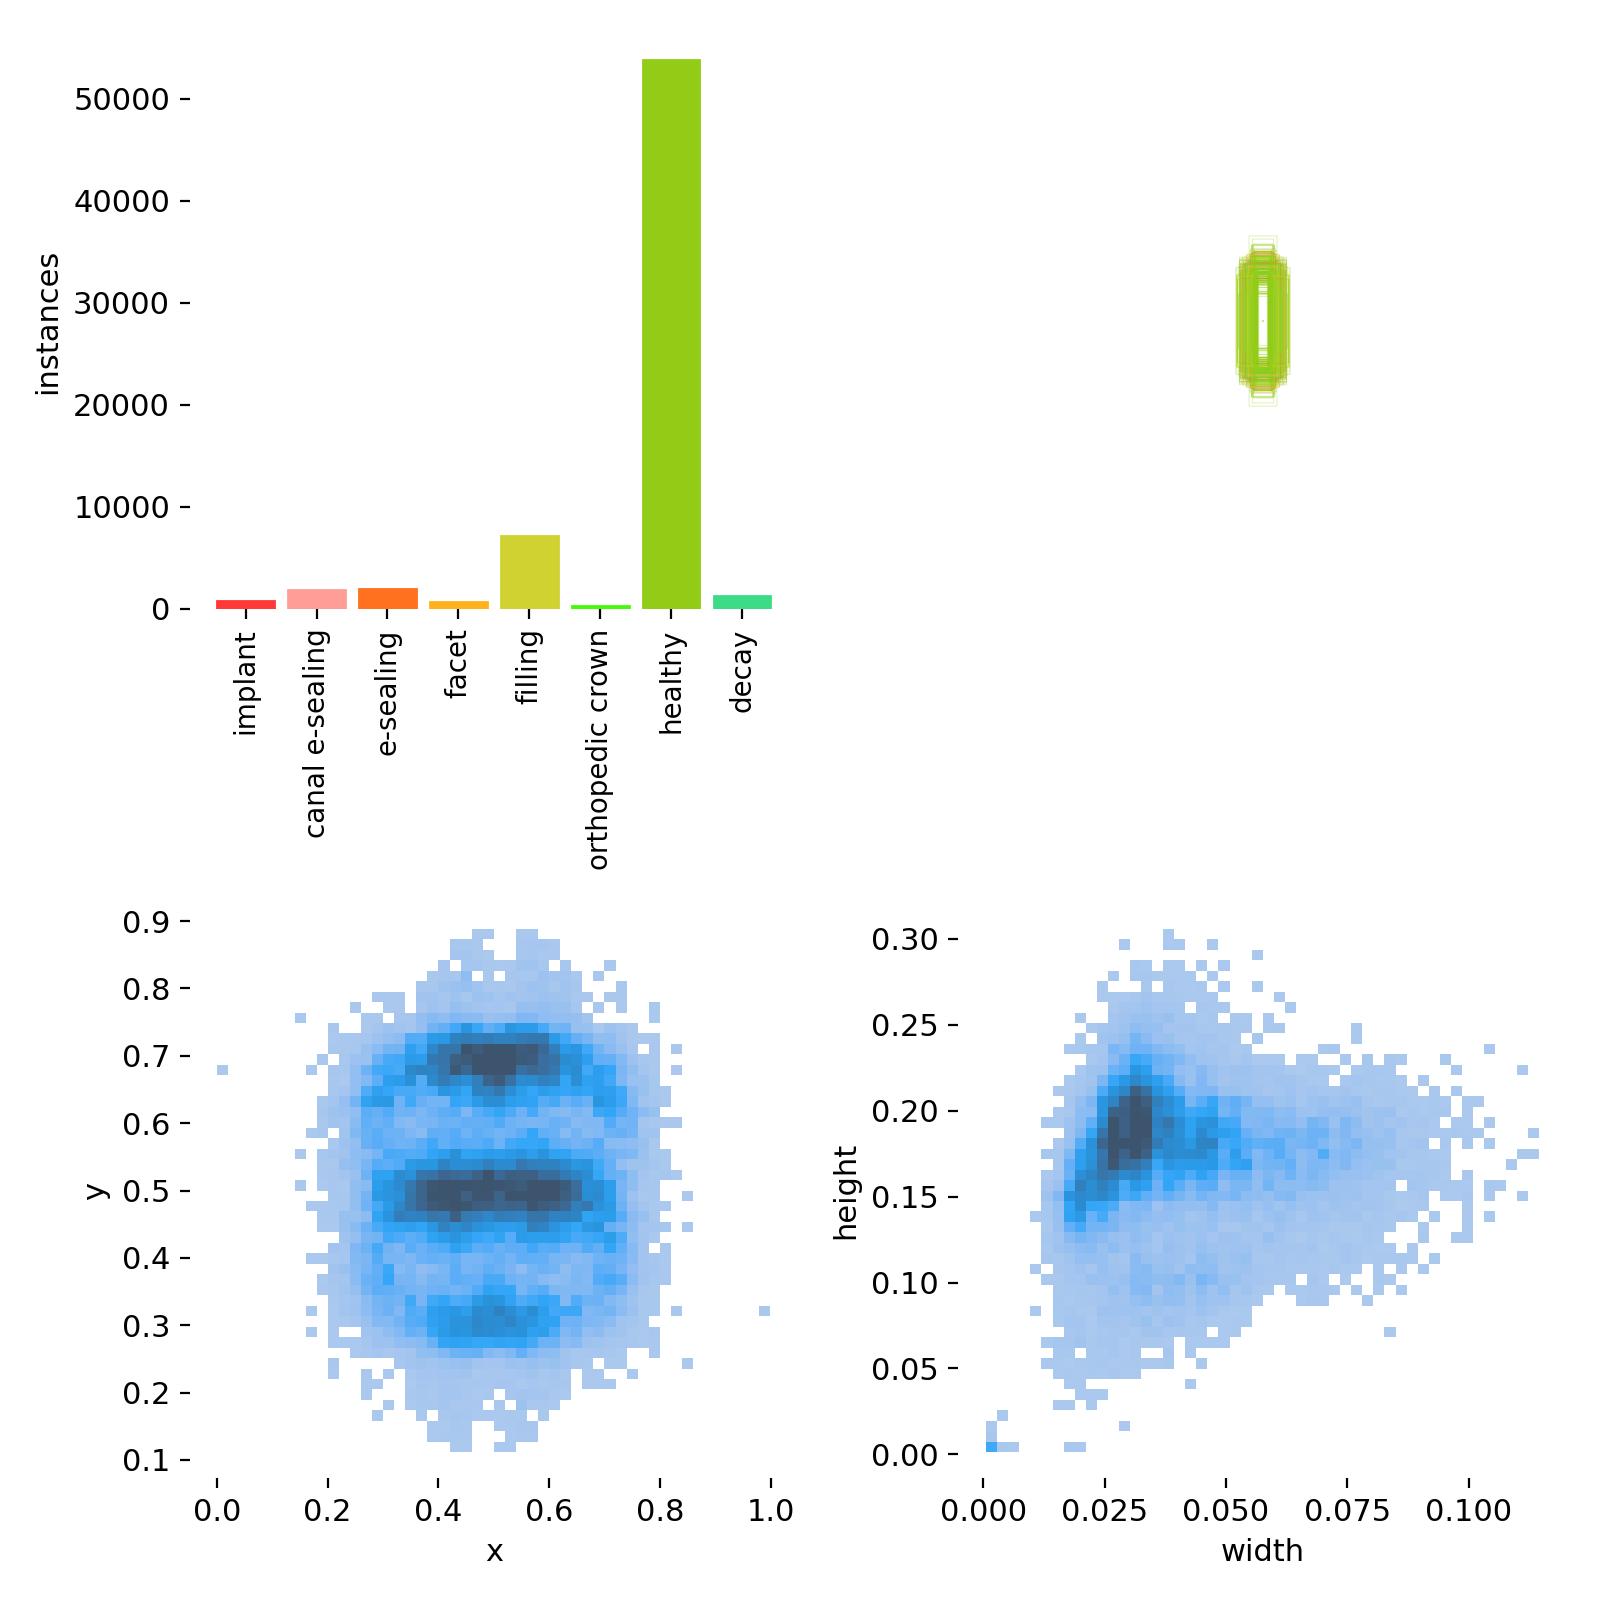 50000
40000
30000
20000
10000
0
instances
implant
canal e-sealing
e-sealing
facet
filling
orthopedic crown
healthy
decay
0.9
0.8
0.7
0.6
0.5
0.4
0.3
0.2
0.1
y
0.0 0.2 0.4 0.6 0.8 1.0
x
0.30
0.25
0.20
0.15
0.10
0.05
0.00
height
0.000 0.025 0.050 0.075 0.100
width